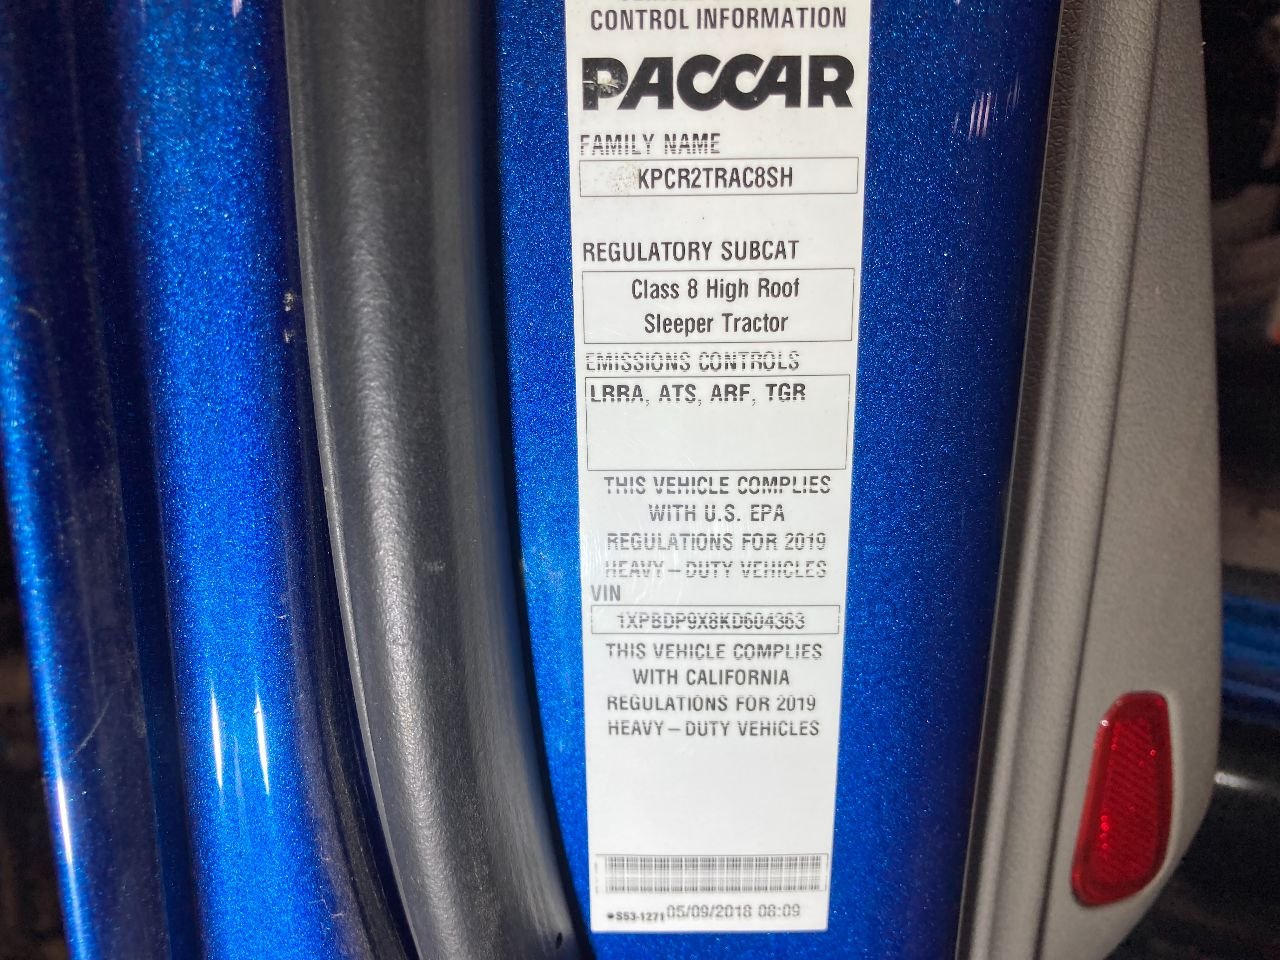 CONTROL INFORMATION
PACCAR
FAMILY NAME
KPCR2TRAC8SH
REGULATORY SUBCAT
Class 8 High Roof
Sleeper Tractor
EMISSIONS CONTROLS
LRRA, ATS, ARF, TGR
THIS VEHICLE COMPLIES
WITH U.S. EPA
REGULATIONS FOR 2019
HEAVY-DUTY VEHICLES
VIN
1XPBDP9X8KD604363
THIS VEHICLE COMPLIES
WITH CALIFORNIA
REGULATIONS FOR 2019
HEAVY-DUTY VEHICLES
S53-1271 05/09/2018 08:09